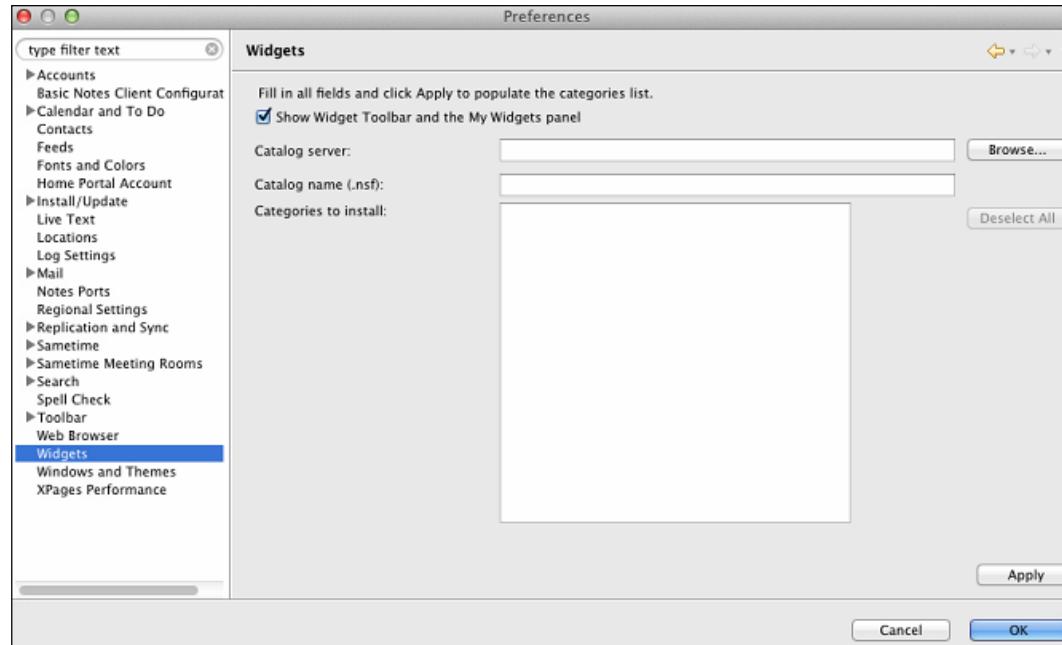 Preferences
type filter text
Accounts
Basic Notes Client Configurat
Calendar and To Do
Contacts
Feeds
Fonts and Colors
Home Portal Account
Install/Update
Live Text
Locations
Log Settings
Mail
Notes Ports
Regional Settings
Replication and Sync
Sametime
Sametime Meeting Rooms
Search
Spell Check
Toolbar
Web Browser
Widgets
Windows and Themes
XPages Performance
Widgets
Fill in all fields and click Apply to populate the categories list.
Show Widget Toolbar and the My Widgets panel
Catalog server:
Browse...
Catalog name (.nsf):
Categories to install:
Deselect All
Apply
Cancel
OK